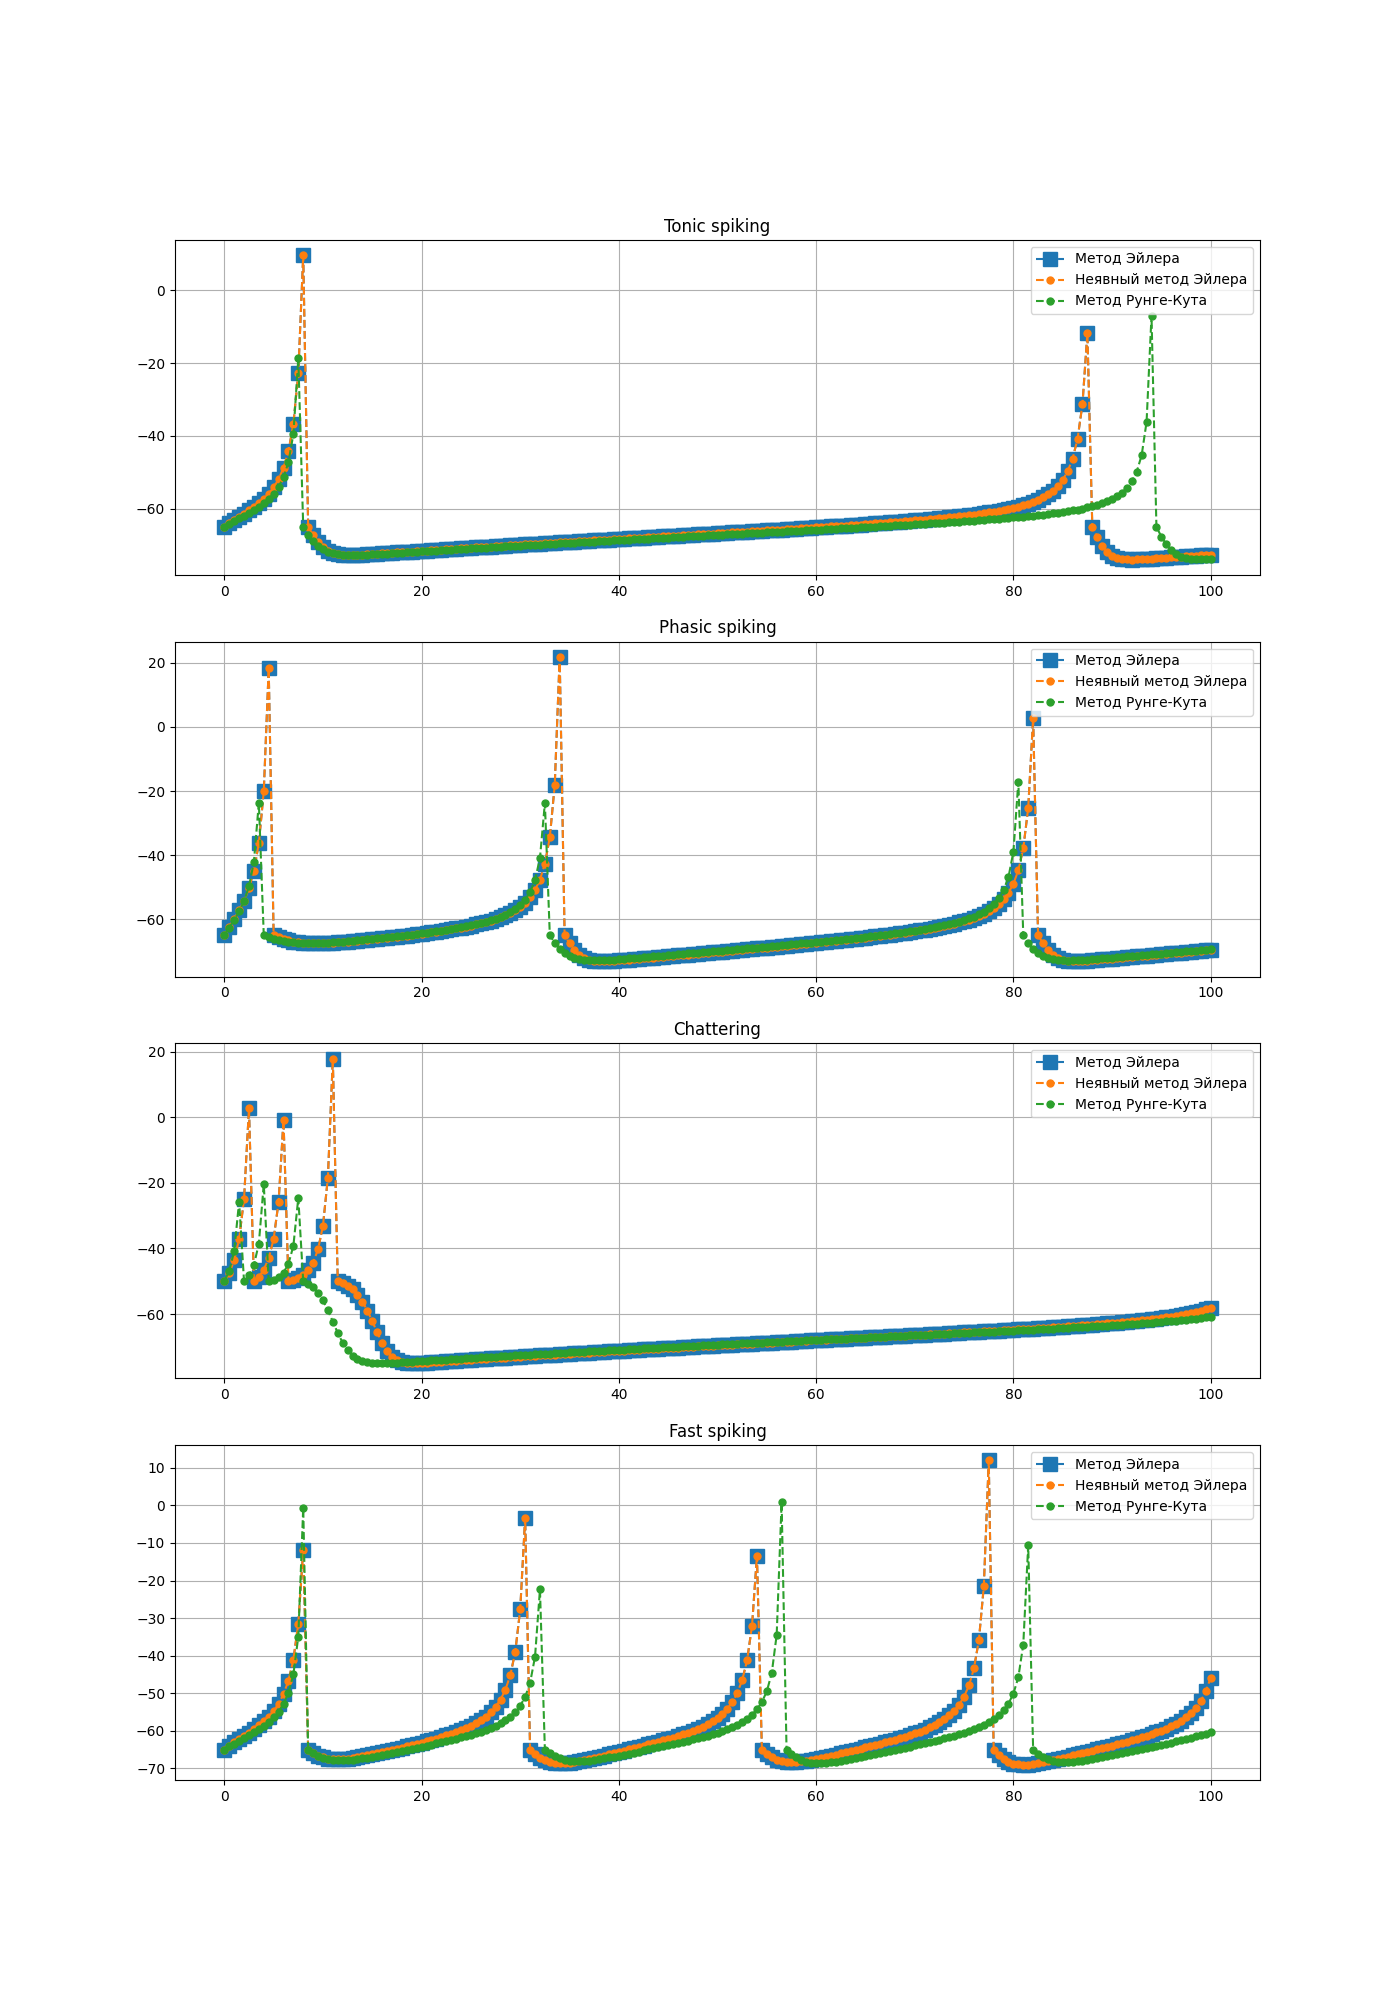 Tonic spiking
Метод Эйлера
Неявный метод Эйлера
Метод Рунге-Кута
0
−20
−40
−60
0 20 40 60 80 100
Phasic spiking
Метод Эйлера
Неявный метод Эйлера
Метод Рунге-Кута
20
0
−20
−40
−60
0 20 40 60 80 100
Chattering
Метод Эйлера
Неявный метод Эйлера
Метод Рунге-Кута
20
0
−20
−40
−60
0 20 40 60 80 100
Fast spiking
Метод Эйлера
Неявный метод Эйлера
Метод Рунге-Кута
10
0
−10
−20
−30
−40
−50
−60
−70
0 20 40 60 80 100